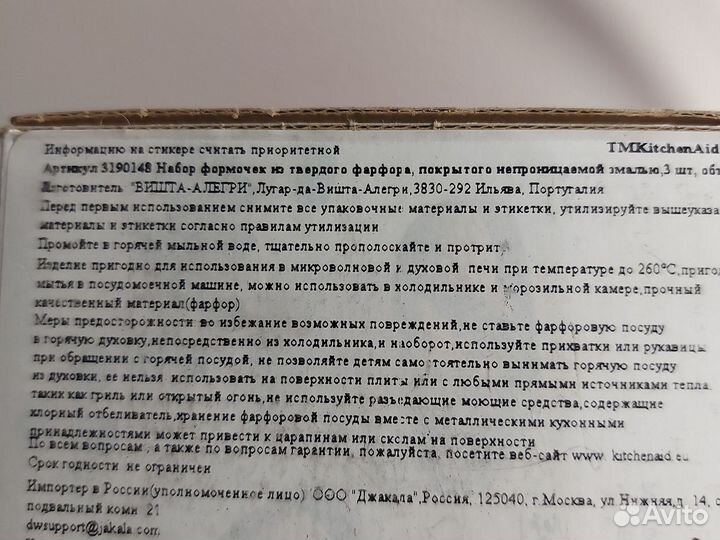 Информацию на стикере считать приоритетной TMKitchenAid
Артикул 3190148 Набор формочек из твердого фарфора, покрытого непроницаемой эмалью,3 шт, объ
Изготовитель "ВИШТА-АЛЕГРИ",Лугар-да-Вишта-Алегри,3830-292 Ильява, Португалия
Перед первым использованием снимите все упаковочные материалы и этикетки, утилизируйте вышеуказа
материалы и этикетки согласно правилам утилизации
Промойте в горячей мыльной воде, тщательно прополоскайте и протрит
Изделие пригодно для использования в микроволновой и духовой печи при температуре до 260°C,пригод
мытья в посудомоечной машине, можно использовать в холодильнике и морозильной камере,прочный
качественный материал(фарфор)
Меры предосторожности во избежание возможных повреждений,не ставьте фарфоровую посуду
в горячую духовку,непосредственно из холодильника,и наоборот,используйте прихватки или рукавицы
при обращении с горячей посудой, не позволяйте детям самостоятельно вынимать горячую посуду
из духовки, ее нельзя использовать на поверхности плиты или с любыми прямыми источниками тепла
таких как гриль или открытый огонь,не используйте разъедающие моющие средства,содержащие
хлорный отбеливатель,хранение фарфоровой посуды вместе с металлическими кухонными
принадлежностями может привести к царапинам или сколам на поверхности
По всем вопросам , а также по вопросам гарантии, пожалуйста, посетите веб-сайт www. kitchenaid.eu
Срок годности не ограничен
Импортер в России(уполномоченное лицо) ООО "Джакала",Россия, 125040, г.Москва, ул Нижняя,д 14, с
подвальный комн 21
dwsupport@jakala.com
Avito